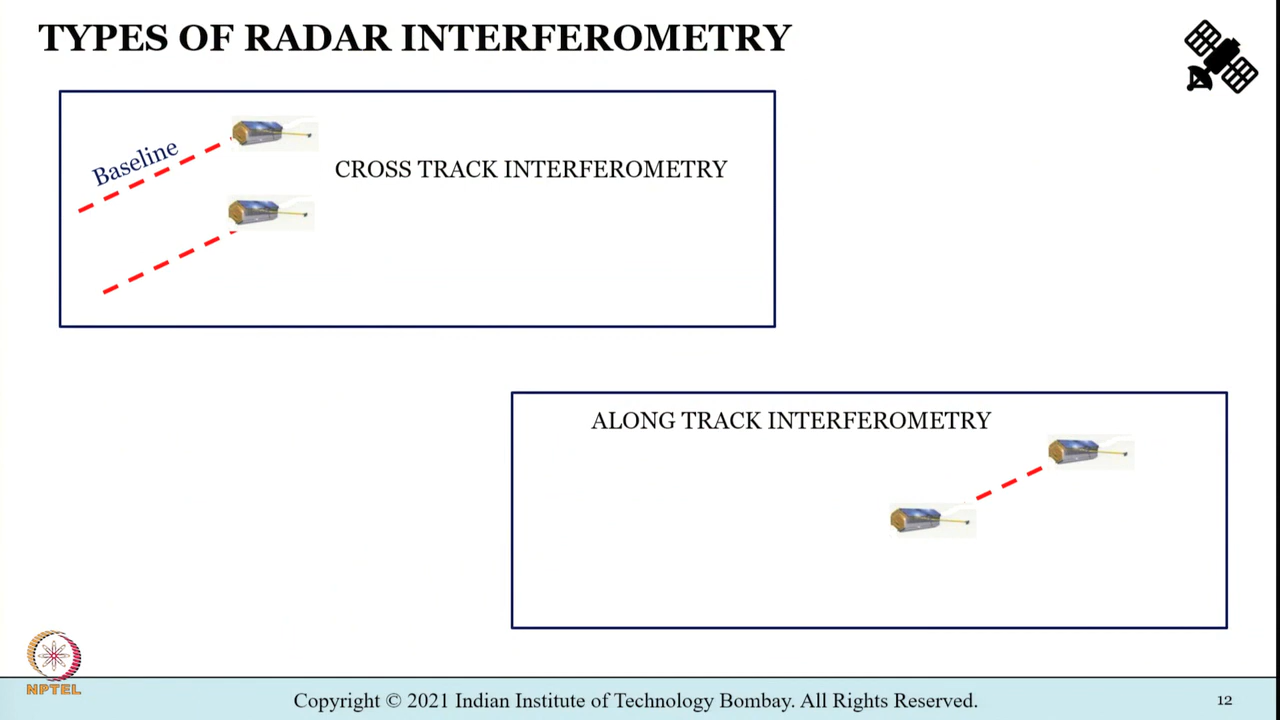 TYPES OF RADAR INTERFEROMETRY
Baseline
CROSS TRACK INTERFEROMETRY
ALONG TRACK INTERFEROMETRY
NPTEL
Copyright © 2021 Indian Institute of Technology Bombay. All Rights Reserved.
12